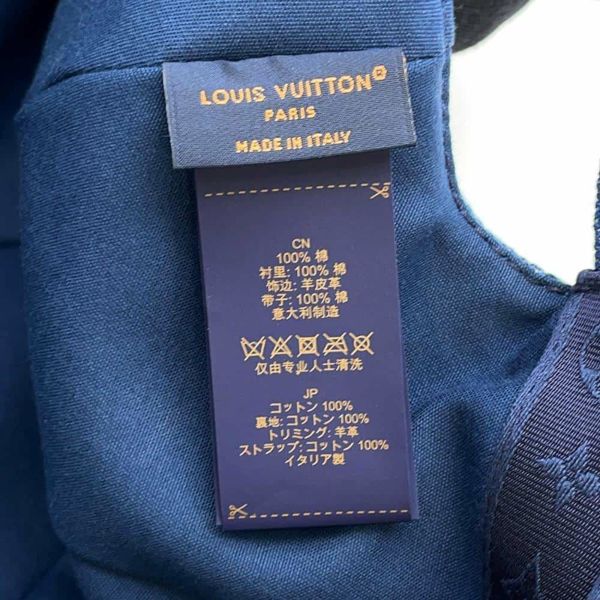 LOUIS VUITTON®
PARIS
MADE IN ITALY
CN
100% 棉
衬里: 100% 棉
饰边: 羊皮革
带子: 100% 棉
意大利制造
仅由专业人士清洗
JP
コットン 100%
裏地: コットン 100%
トリミング: 羊革
ストラップ: コットン 100%
イタリア製